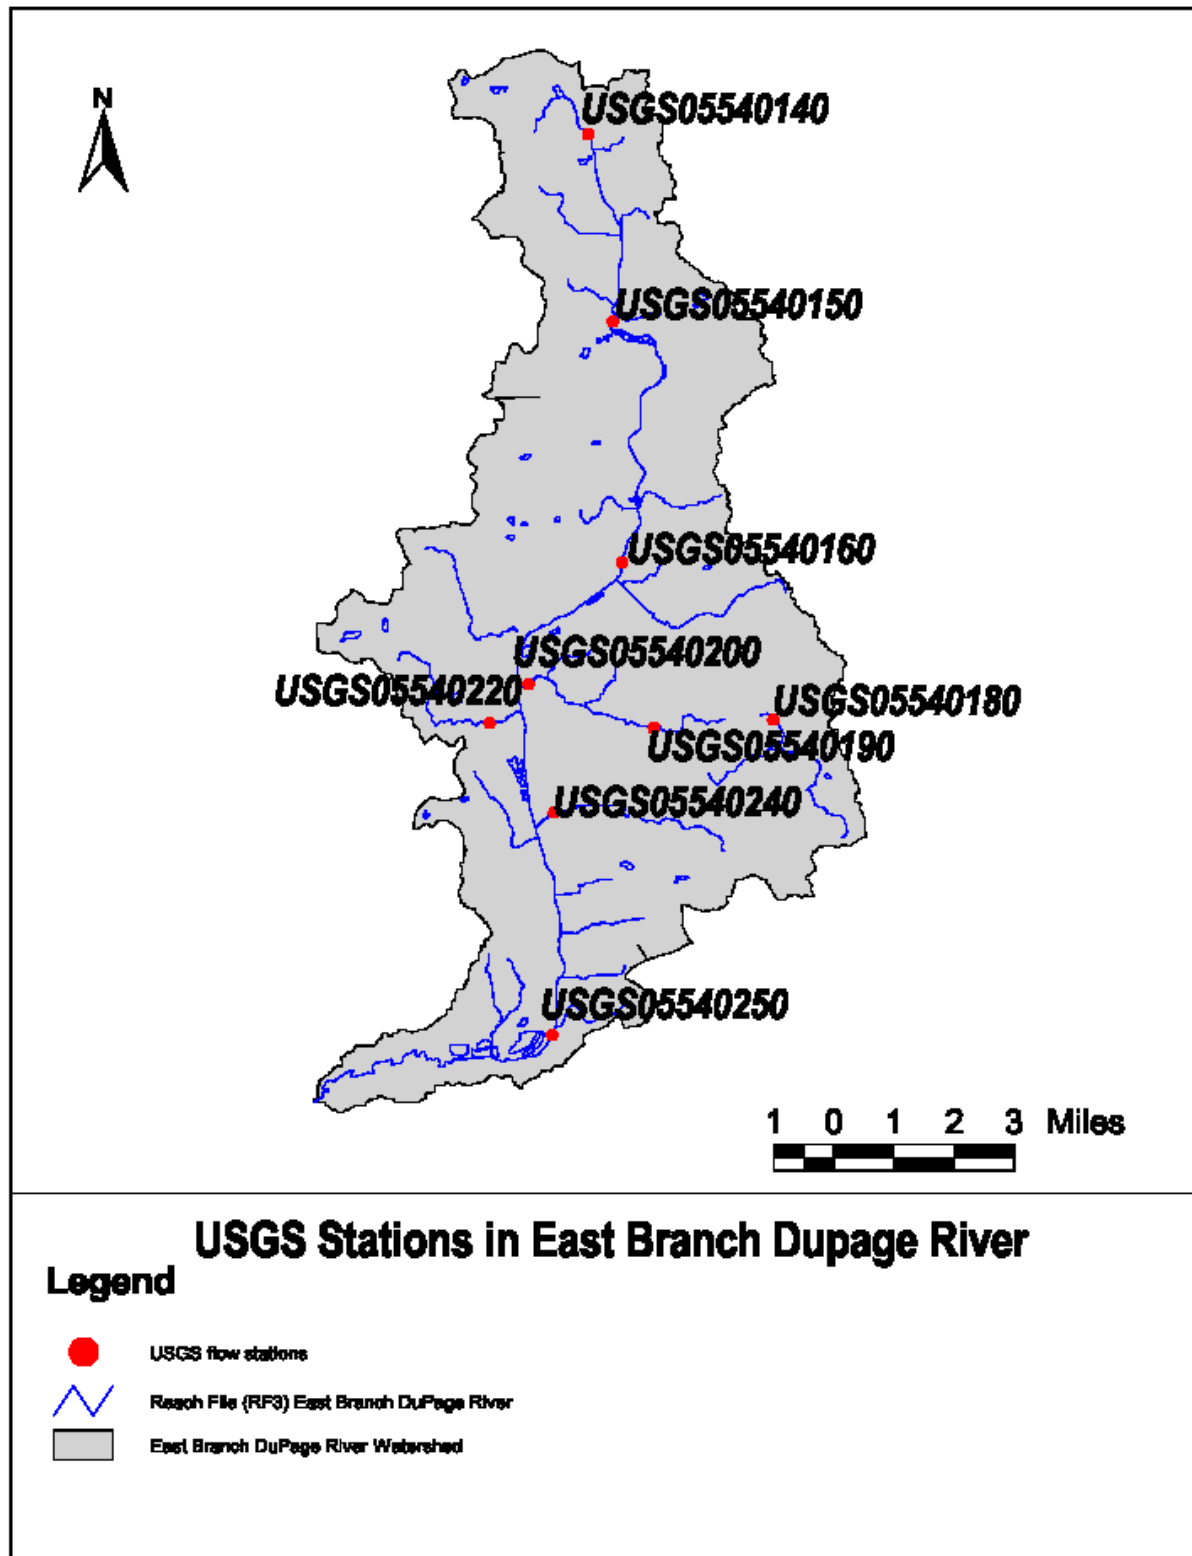 N
USGS05540140
USGS05540150
USGS05540160
USGS05540200
USGS05540220
USGS05540180
USGS05540190
USGS05540240
USGS05540250
1 0 1 2 3 Miles
USGS Stations in East Branch Dupage River
Legend
USGS flow stations
Reach File (RF3) East Branch DuPage River
East Branch DuPage River Watershed